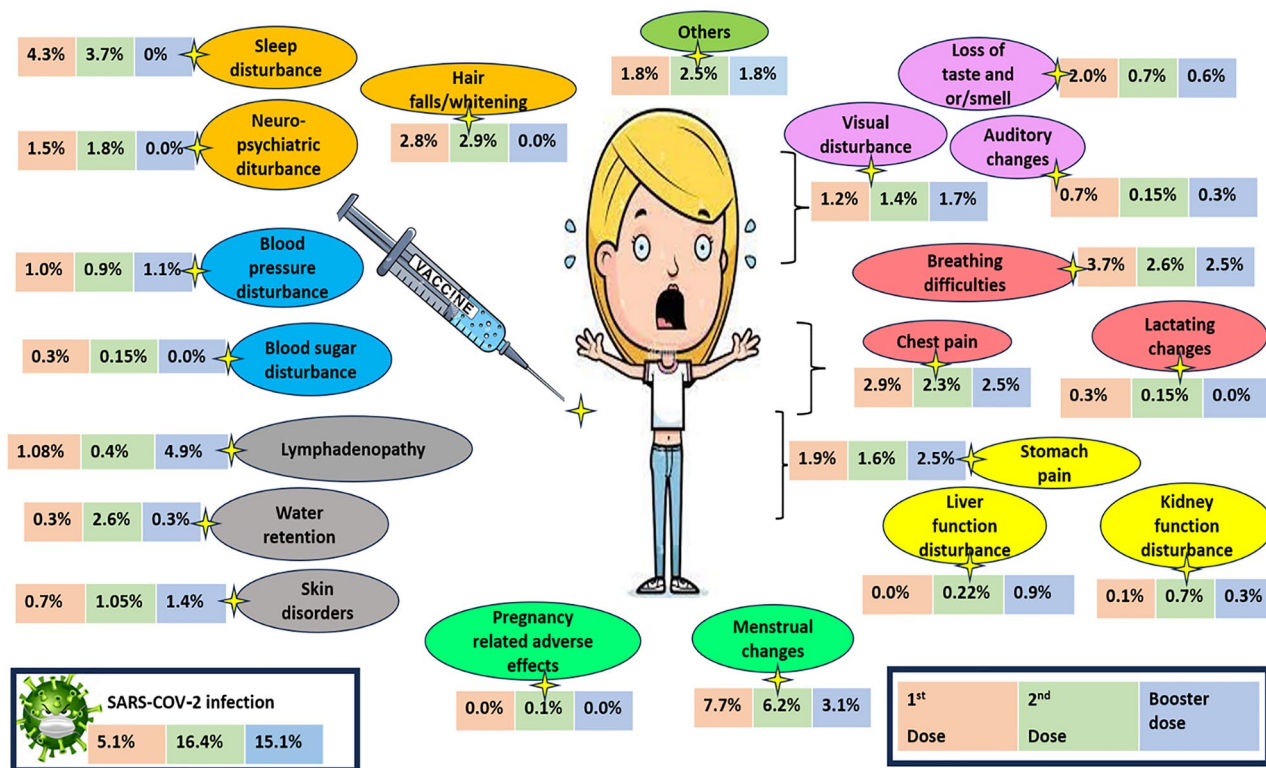 Sleep
disturbance
4.3% 3.7% 0%
Hair
falls/whitening
2.8% 2.9% 0.0%
Others
1.8% 2.5% 1.8%
Loss of
taste and
or/smell
2.0% 0.7% 0.6%
Neuro-
psychiatric
diturbance
1.5% 1.8% 0.0%
Visual
disturbance
1.2% 1.4% 1.7%
Auditory
changes
0.7% 0.15% 0.3%
Blood
pressure
disturbance
1.0% 0.9% 1.1%
VACCINE
Breathing
difficulties
3.7% 2.6% 2.5%
Blood sugar
disturbance
0.3% 0.15% 0.0%
Chest pain
2.9% 2.3% 2.5%
Lactating
changes
0.3% 0.15% 0.0%
Lymphadenopathy
1.08% 0.4% 4.9%
1.9% 1.6% 2.5%
Stomach
pain
Water
retention
0.3% 2.6% 0.3%
Liver
function
disturbance
0.0% 0.22% 0.9%
Kidney
function
disturbance
0.1% 0.7% 0.3%
Skin
disorders
0.7% 1.05% 1.4%
Pregnancy
related adverse
effects
0.0% 0.1% 0.0%
Menstrual
changes
7.7% 6.2% 3.1%
SARS-COV-2 infection
5.1% 16.4% 15.1%
1st
Dose
2nd
Dose
Booster
dose